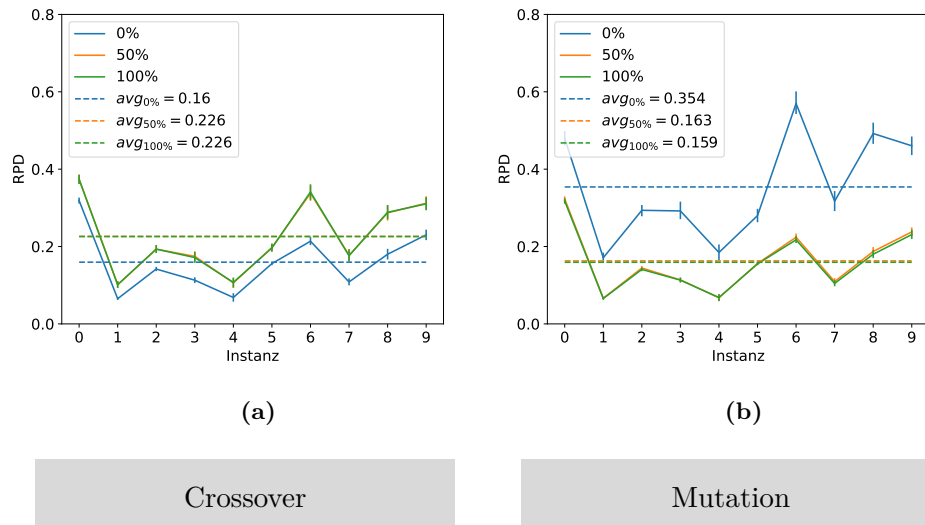 0.8
0.6
0.4
0.2
0.0
RPD
0%
50%
100%
avg0% = 0.16
avg50% = 0.226
avg100% = 0.226
0 1 2 3 4 5 6 7 8 9
Instanz
(a)
Crossover
0.8
0.6
0.4
0.2
0.0
RPD
0%
50%
100%
avg0% = 0.354
avg50% = 0.163
avg100% = 0.159
0 1 2 3 4 5 6 7 8 9
Instanz
(b)
Mutation